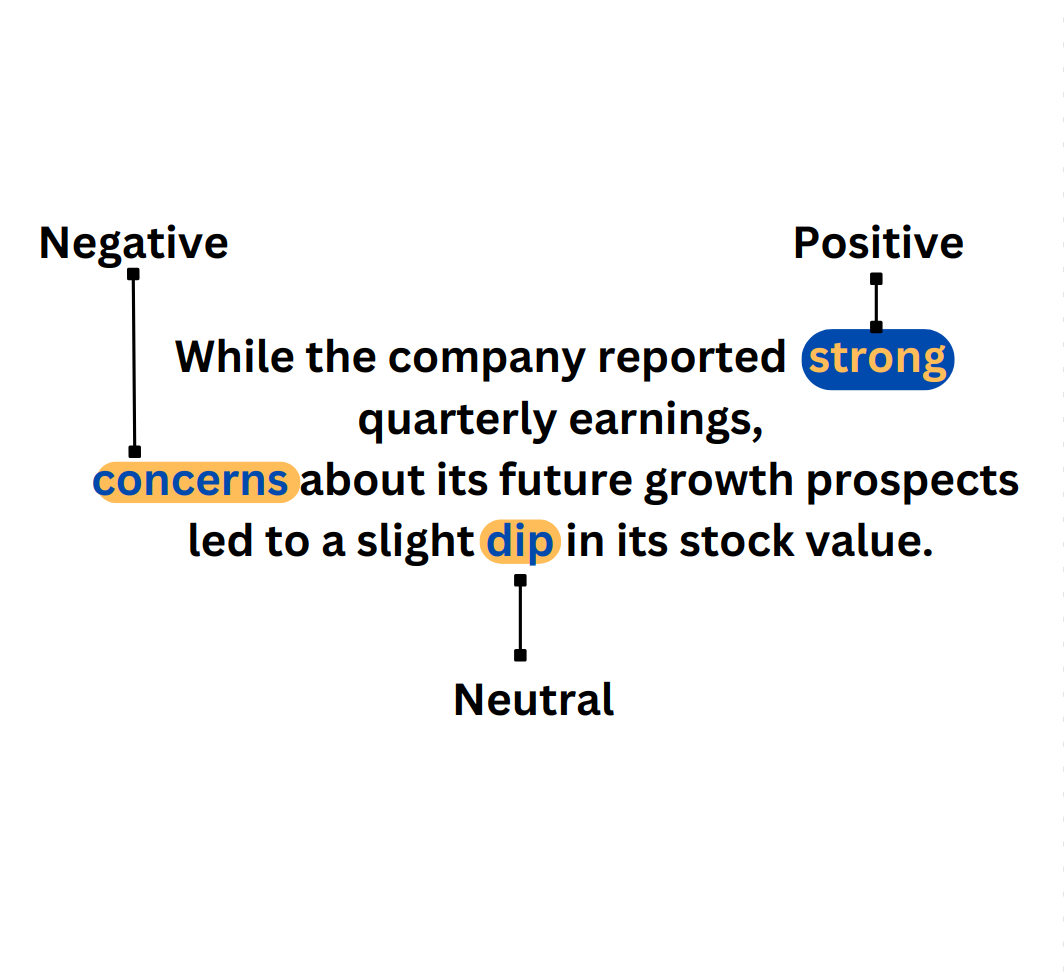 Negative
Positive
While the company reported strong
quarterly earnings,
concerns about its future growth prospects
led to a slight dip in its stock value.
Neutral